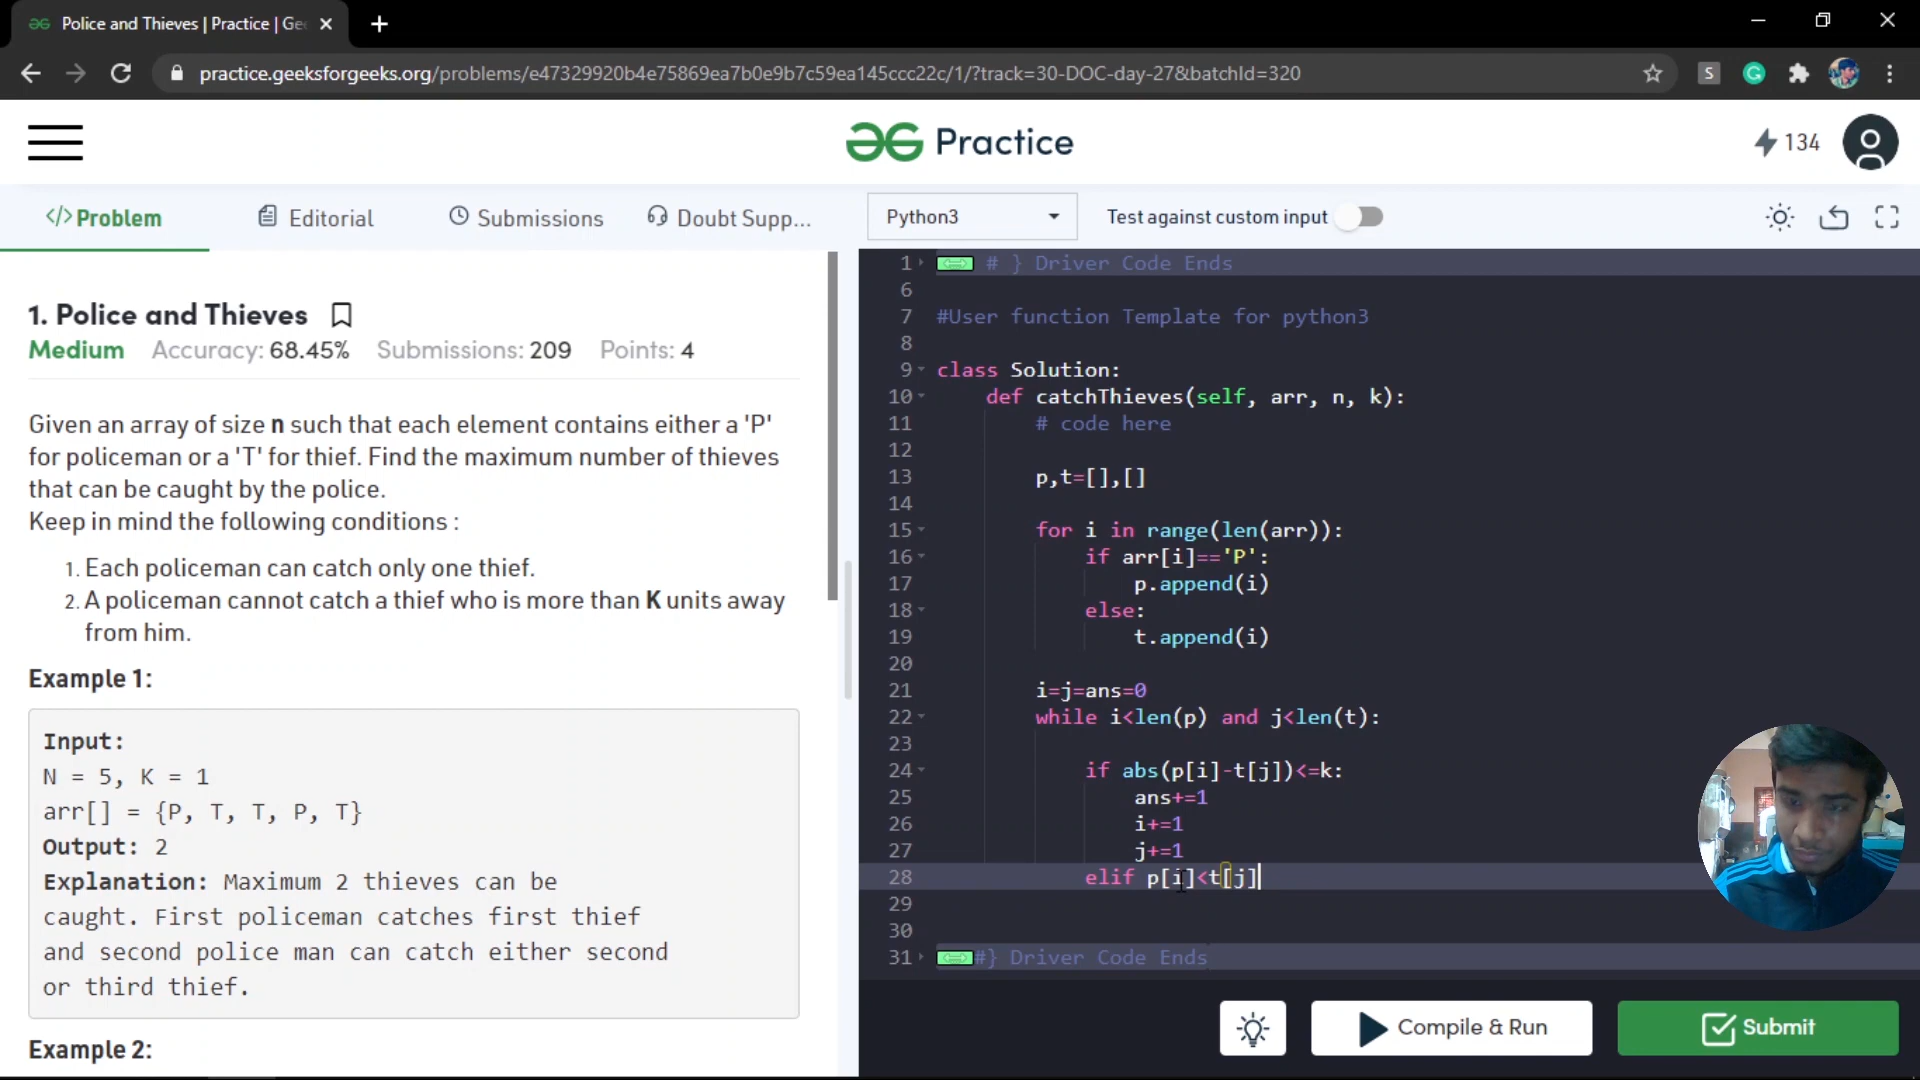 Police and Thieves | Practice | Ge
practice.geeksforgeeks.org/problems/e47329920b4e75869ea7b0e9b7c59ea145ccc22c/1/?track=30-DOC-day-27&batchId=320
S
G
Practice
134
</> Problem
Editorial
Submissions
Doubt Supp...
Python3
Test against custom input
1. Police and Thieves
Medium Accuracy: 68.45% Submissions: 209 Points: 4
Given an array of size n such that each element contains either a 'P'
for policeman or a 'T' for thief. Find the maximum number of thieves
that can be caught by the police.
Keep in mind the following conditions :
1. Each policeman can catch only one thief.
2. A policeman cannot catch a thief who is more than K units away
from him.
Example 1:
Input:
N = 5, K = 1
arr[] = {P, T, T, P, T}
Output: 2
Explanation: Maximum 2 thieves can be
caught. First policeman catches first thief
and second police man can catch either second
or third thief.
Example 2:
1 # } Driver Code Ends
6
7 #User function Template for python3
8
9 class Solution:
10 def catchThieves(self, arr, n, k):
11 # code here
12
13 p,t=[],[]
14
15 for i in range(len(arr)):
16 if arr[i]=='P':
17 p.append(i)
18 else:
19 t.append(i)
20
21 i=j=ans=0
22 while i<len(p) and j<len(t):
23
24 if abs(p[i]-t[j])<=k:
25 ans+=1
26 i+=1
27 j+=1
28 elif p[i]<t[j]
29
30
31 #} Driver Code Ends
Compile & Run
Submit